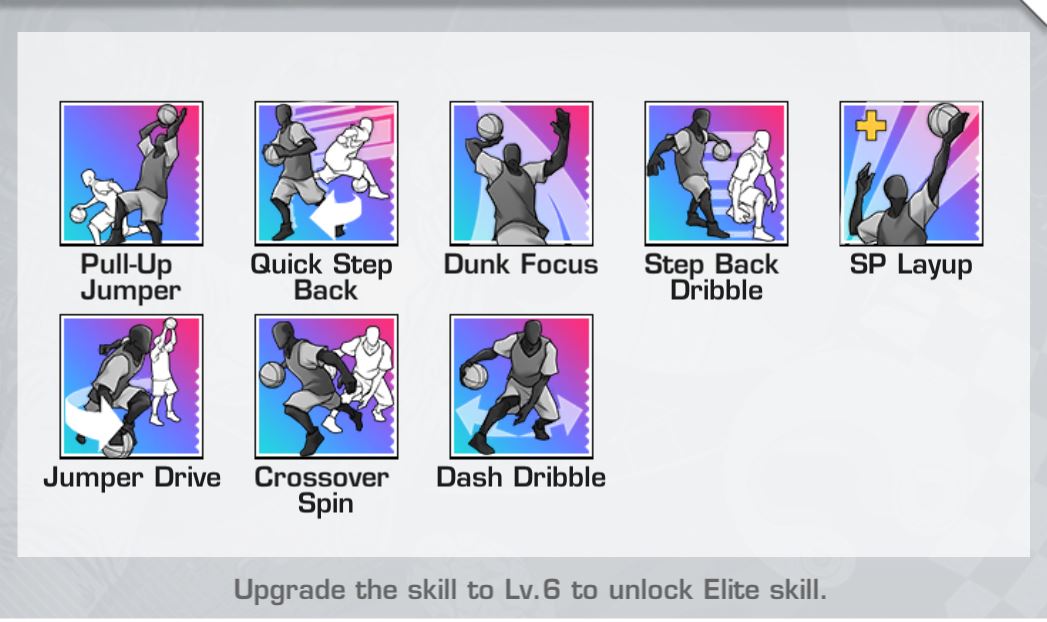 Pull-Up
Jumper
Quick Step
Back
Dunk Focus
Step Back
Dribble
SP Layup
Jumper Drive
Crossover
Spin
Dash Dribble
Upgrade the skill to Lv.6 to unlock Elite skill.